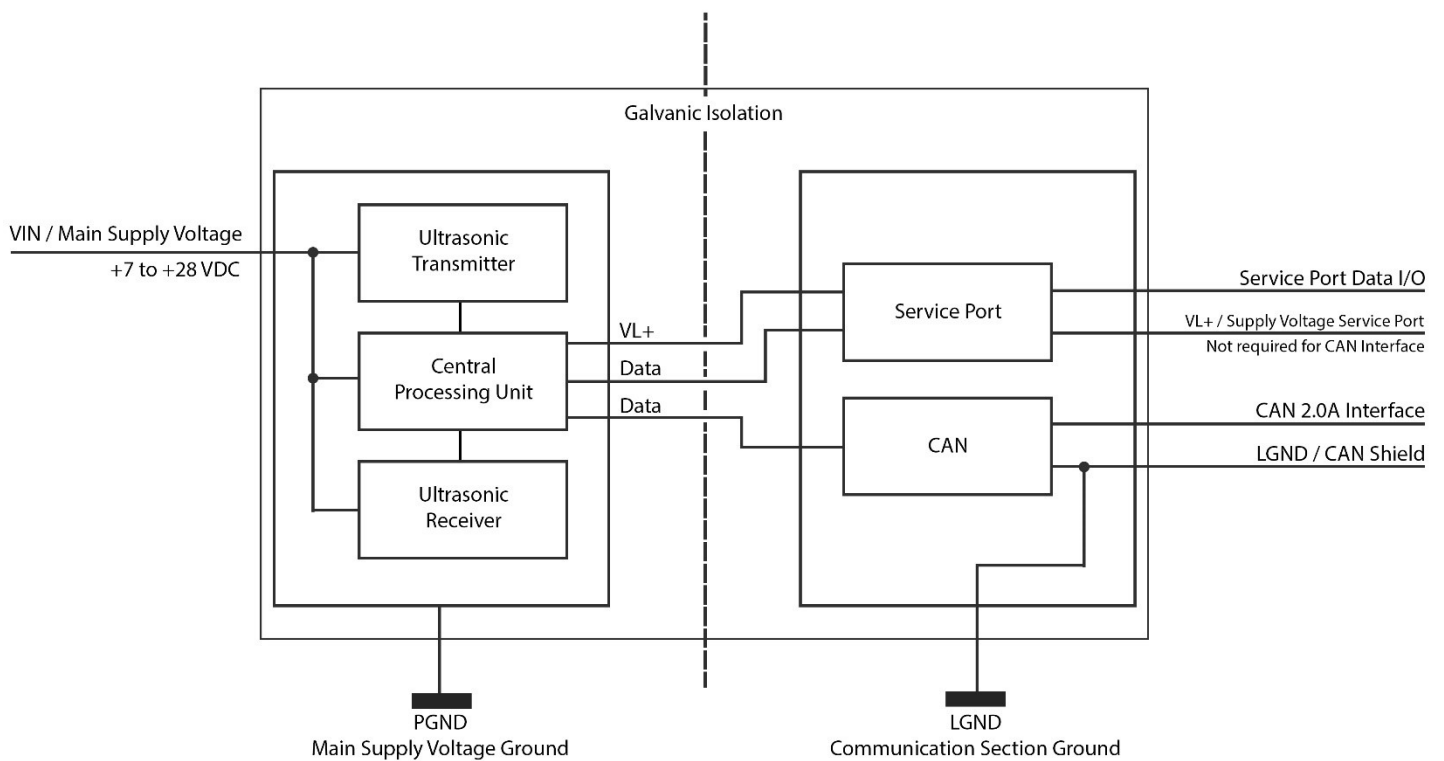 Galvanic Isolation
VIN / Main Supply Voltage
+7 to +28 VDC
Ultrasonic
Transmitter
Central
Processing Unit
Ultrasonic
Receiver
VL+
Data
Data
Service Port
CAN
Service Port Data I/O
VL+ / Supply Voltage Service Port
Not required for CAN Interface
CAN 2.0A Interface
LGND / CAN Shield
PGND
Main Supply Voltage Ground
LGND
Communication Section Ground